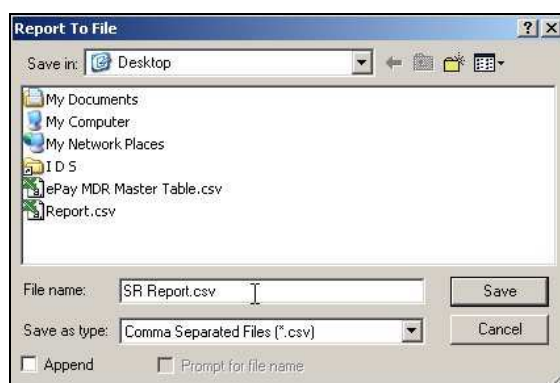 Report To File
Save in: Desktop
My Documents
My Computer
My Network Places
I D S
ePay MDR Master Table.csv
Report.csv
File name: SR Report.csv Save
Save as type: Comma Separated Files (*.csv) Cancel
Append Prompt for file name